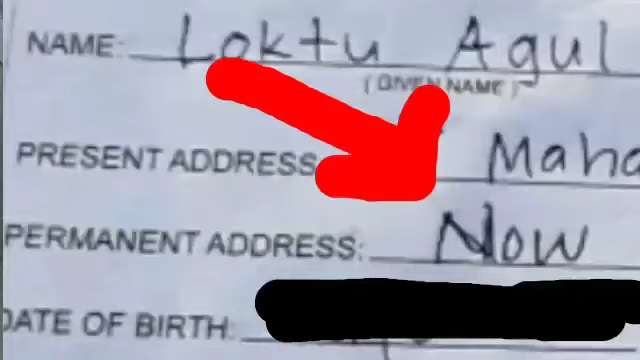 NAME: Loktu Agul
(GIVEN NAME)
PRESENT ADDRESS Maha
PERMANENT ADDRESS: Now
DATE OF BIRTH: